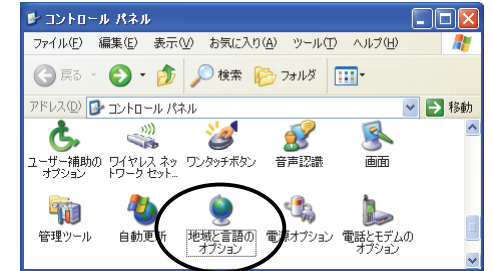 コントロール パネル
ファイル(F) 編集(E) 表示(V) お気に入り(A) ツール(T) ヘルプ(H)
戻る 検索 フォルダ
アドレス(D) コントロール パネル 移動
ユーザー補助の
オプション
ワイヤレス ネッ
トワーク セット...
ワンタッチボタン
音声認識
画面
管理ツール
自動更新
地域と言語の
オプション
電源オプション
電話とモデムの
オプション